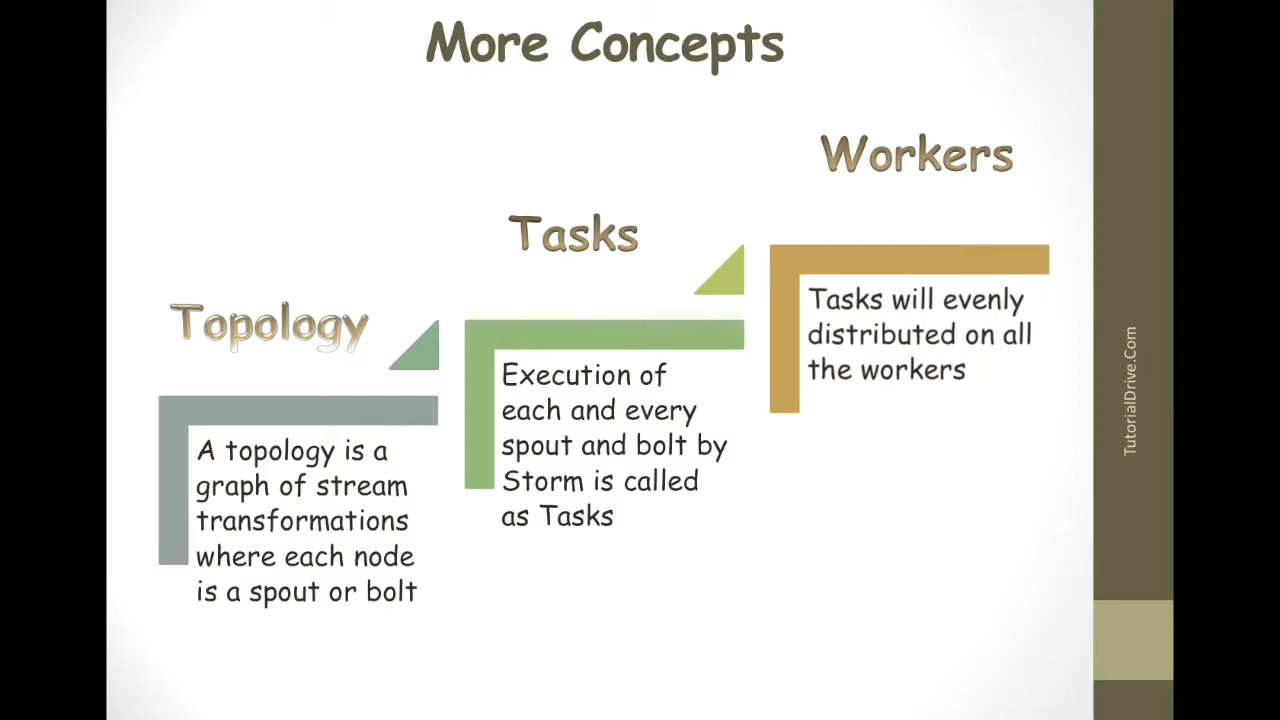 More Concepts
Topology
A topology is a
graph of stream
transformations
where each node
is a spout or bolt
Tasks
Execution of
each and every
spout and bolt by
Storm is called
as Tasks
Workers
Tasks will evenly
distributed on all
the workers
TutorialDrive.Com